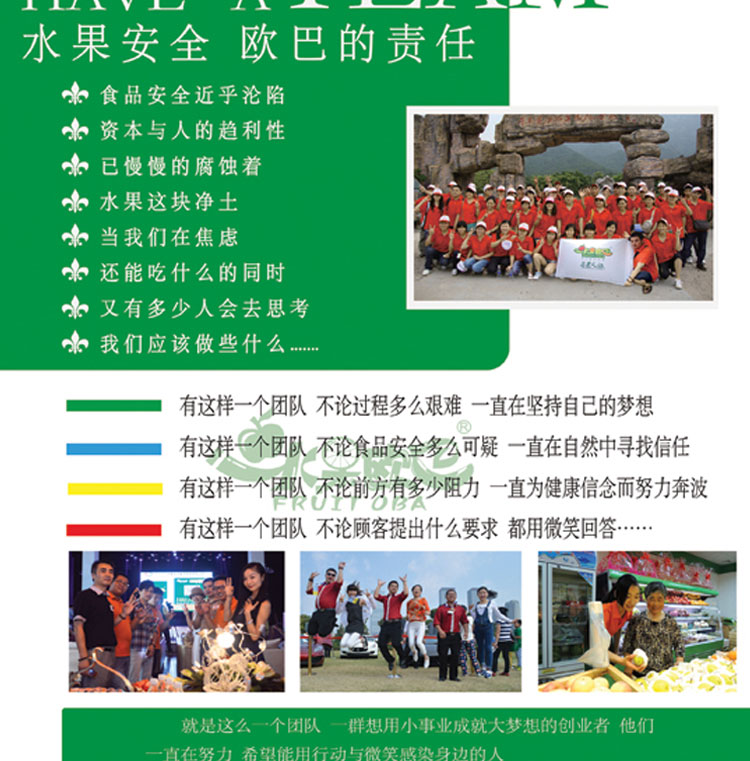 HAVE A TEAM
水果安全 欧巴的责任
食品安全近乎沦陷
资本与人的趋利性
已慢慢的腐蚀着
水果这块净土
当我们在焦虑
还能吃什么的同时
又有多少人会去思考
我们应该做些什么.......
有这样一个团队 不论过程多么艰难 一直在坚持自己的梦想
有这样一个团队 不论食品安全多么可疑 一直在自然中寻找信任
有这样一个团队 不论前方有多少阻力 一直为健康信念而努力奔波
有这样一个团队 不论顾客提出什么要求 都用微笑回答……
水果欧巴®
FRUIT OBA
就是这么一个团队 一群想用小事业成就大梦想的创业者 他们
一直在努力 希望能用行动与微笑感染身边的人